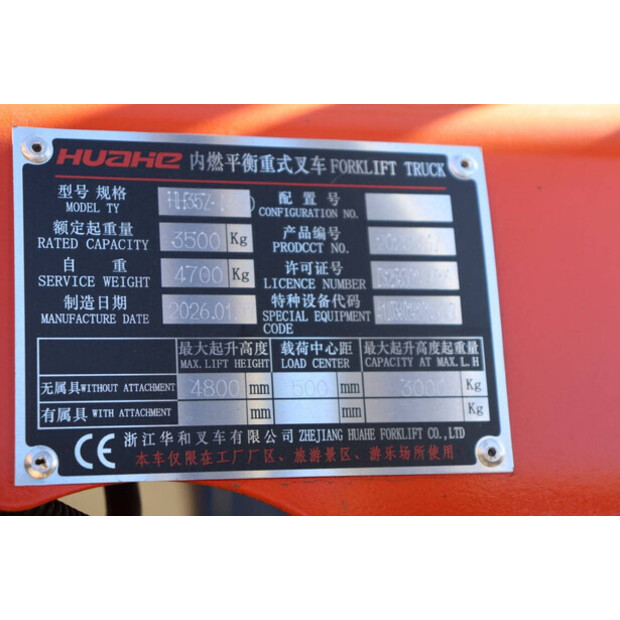 HUAHE 内燃平衡重式叉车 FORKLIFT TRUCK
型号 规格
MODEL TY
配置号
CONFIGURATION NO.
额定起重量
RATED CAPACITY 3500 Kg
产品编号
PRODCCT NO.
自重
SERVICE WEIGHT 4700 Kg
许可证号
LICENCE NUMBER
制造日期
MANUFACTURE DATE 2026.01
特种设备代码
SPECIAL EQUIPMENT
CODE
最大起升高度 载荷中心距 最大起升高度起重量
MAX. LIFT HEIGHT LOAD CENTER CAPACITY AT MAX. L. H
无属具WITHOUT ATTACHMENT 4800 mm 500 mm 3000 Kg
有属具 WITH ATTACHMENT mm mm Kg
CE 浙江华和叉车有限公司 ZHEJIANG HUAHE FORKLIFT CO.,LTD
本车仅限在工厂厂区、旅游景区、游乐场所使用